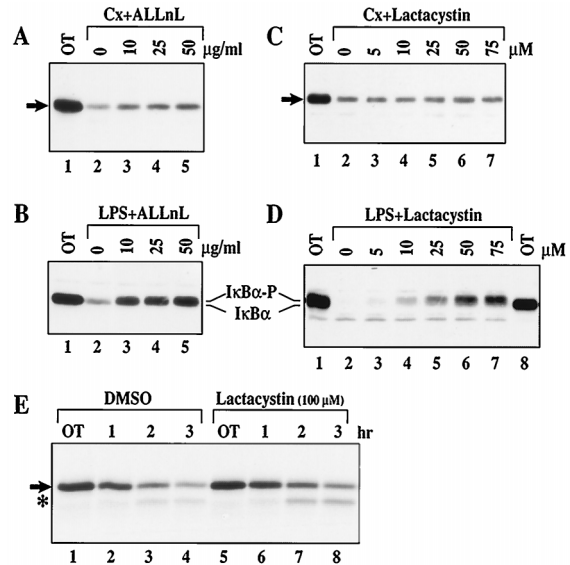 A
Cx+ALLnL
OT 0 10 25 50 μg/ml
1 2 3 4 5
B
LPS+ALLnL
OT 0 10 25 50 μg/ml
IκBα-P
IκBα
1 2 3 4 5
C
Cx+Lactacystin
OT 0 5 10 25 50 75 μM
1 2 3 4 5 6 7
D
LPS+Lactacystin
OT 0 5 10 25 50 75 OT μM
1 2 3 4 5 6 7 8
E
DMSO Lactacystin (100 μM)
OT 1 2 3 OT 1 2 3 hr
*
1 2 3 4 5 6 7 8